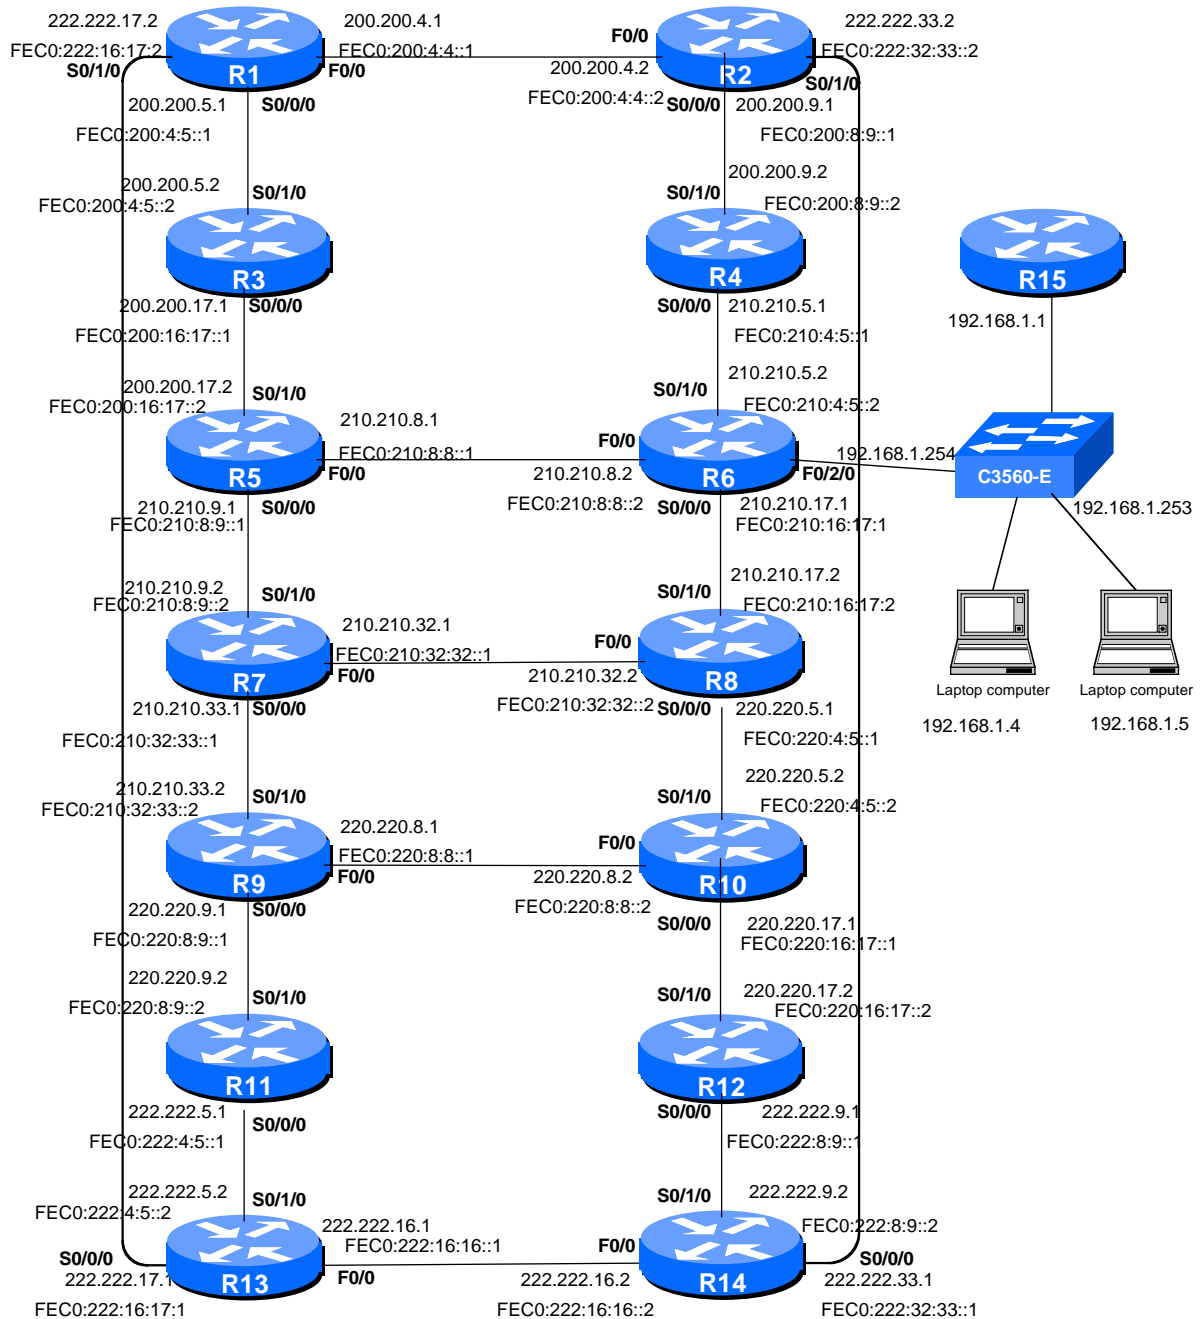 222.222.17.2
200.200.4.1
222.222.33.2
F0/0
FEC0:222:16:17:2
FEC0:200:4:4::1
FEC0:222:32:33::2
S0/1/0
R1
F0/0
200.200.4.2
R2
S0/1/0
200.200.5.1
S0/0/0
FEC0:200:4:4::2
S0/0/0
200.200.9.1
FEC0:200:4:5::1
FEC0:200:8:9::1
200.200.5.2
S0/1/0
200.200.9.2
FEC0:200:4:5::2
S0/1/0
FEC0:200:8:9::2
R3
R4
R15
200.200.17.1
S0/0/0
S0/0/0
210.210.5.1
192.168.1.1
FEC0:200:16:17::1
FEC0:210:4:5::1
200.200.17.2
S0/1/0
S0/1/0
210.210.5.2
FEC0:200:16:17::2
FEC0:210:4:5::2
210.210.8.1
F0/0
FEC0:210:8:8::1
192.168.1.254
R5
F0/0
210.210.8.2
R6
F0/2/0
C3560-E
210.210.9.1
S0/0/0
FEC0:210:8:8::2
S0/0/0
210.210.17.1
192.168.1.253
FEC0:210:8:9::1
FEC0:210:16:17:1
210.210.9.2
S0/1/0
S0/1/0
210.210.17.2
FEC0:210:8:9::2
FEC0:210:16:17:2
210.210.32.1
F0/0
FEC0:210:32:32::1
R7
F0/0
210.210.32.2
R8
Laptop computer
Laptop computer
210.210.33.1
S0/0/0
FEC0:210:32:32::2
S0/0/0
220.220.5.1
192.168.1.4
192.168.1.5
FEC0:210:32:33::1
FEC0:220:4:5::1
210.210.33.2
S0/1/0
S0/1/0
220.220.5.2
FEC0:210:32:33::2
FEC0:220:4:5::2
220.220.8.1
F0/0
FEC0:220:8:8::1
R9
F0/0
220.220.8.2
R10
220.220.9.1
S0/0/0
FEC0:220:8:8::2
S0/0/0
220.220.17.1
FEC0:220:8:9::1
FEC0:220:16:17::1
220.220.9.2
S0/1/0
S0/1/0
220.220.17.2
FEC0:220:8:9::2
FEC0:220:16:17::2
R11
R12
222.222.5.1
S0/0/0
S0/0/0
222.222.9.1
FEC0:222:4:5::1
FEC0:222:8:9::1
222.222.5.2
S0/1/0
S0/1/0
222.222.9.2
FEC0:222:4:5::2
222.222.16.1
FEC0:222:8:9::2
FEC0:222:16:16::1
F0/0
S0/0/0
S0/0/0
222.222.17.1
R13
F0/0
222.222.16.2
R14
222.222.33.1
FEC0:222:16:17:1
FEC0:222:16:16::2
FEC0:222:32:33::1